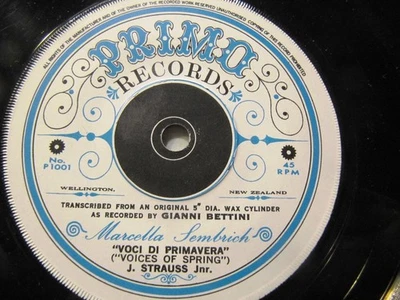 ALL RIGHTS OF THE MANUFACTURER AND OF THE OWNER OF THE RECORDED WORK RESERVED. UNAUTHORISED. COPYING OF THIS RECORD PROHIBITED.
PRIMO
RECORDS
No. 45
P1001 RPM
WELLINGTON, NEW ZEALAND
TRANSCRIBED FROM AN ORIGINAL 5" DIA. WAX CYLINDER
AS RECORDED BY GIANNI BETTINI
Marcella Sembrich
"VOCI DI PRIMAVERA"
("VOICES OF SPRING")
J. STRAUSS Jnr.